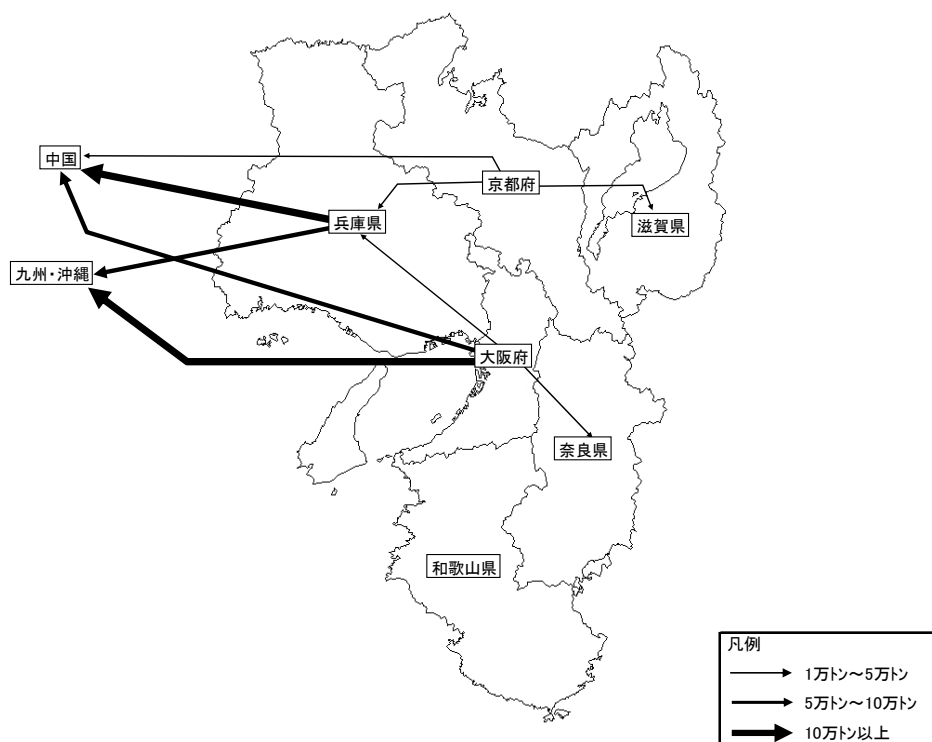 中国
京都府
兵庫県
滋賀県
九州・沖縄
大阪府
奈良県
和歌山県
凡例
1万ﾄﾝ～5万ﾄﾝ
5万ﾄﾝ～10万ﾄﾝ
10万ﾄﾝ以上